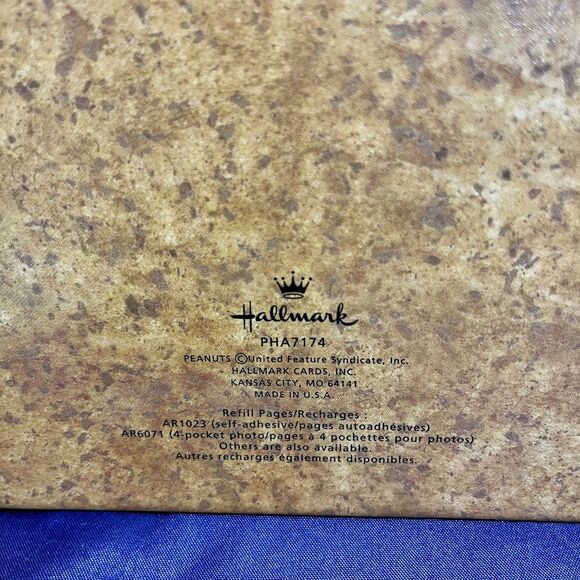 Hallmark
PHA7174
PEANUTS ©United Feature Syndicate, Inc.
HALLMARK CARDS, INC.
KANSAS CITY, MO 64141
MADE IN U.S.A.
Refill Pages/Recharges :
AR1023 (self-adhesive/pages autoadhésives)
AR6071 (4-pocket photo/pages à 4 pochettes pour photos)
Others are also available.
Autres recharges également disponibles.